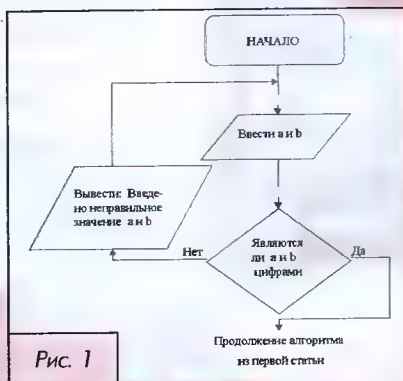 НАЧАЛО
Ввести a и b
Вывести: Введе-
но неправильное
значение a и b
Являются
ли a и b
цифрами
Нет
Да
Продолжение алгоритма
из первой статьи
Рис. 1